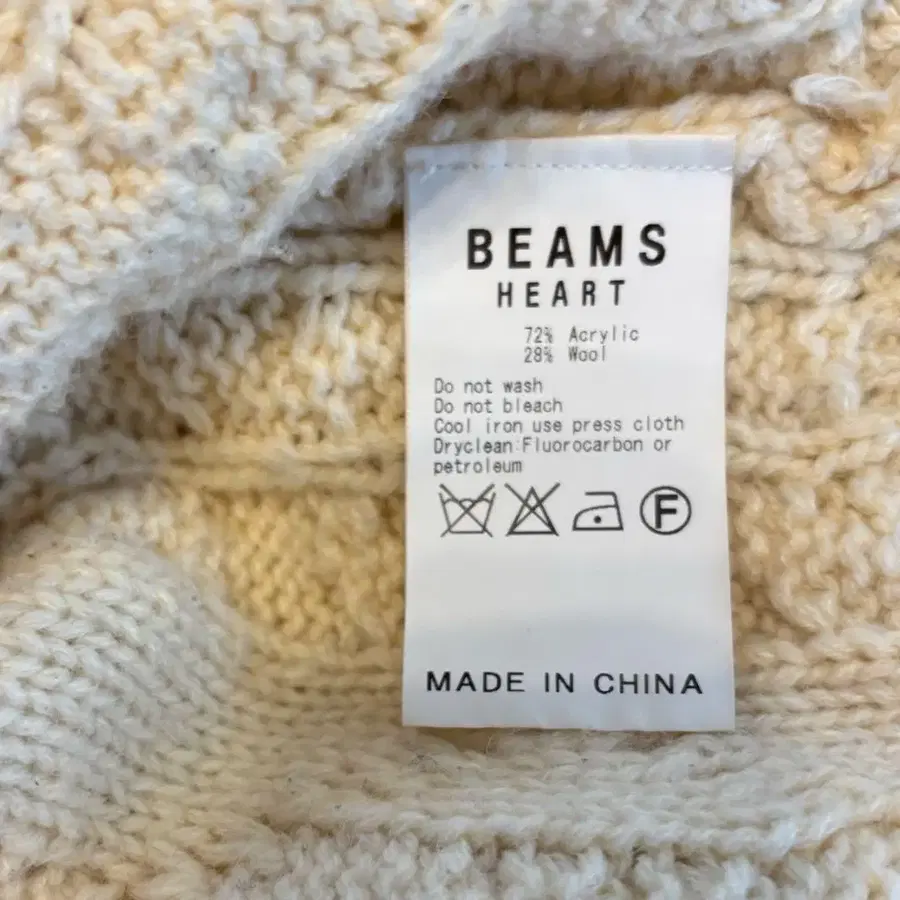 BEAMS
HEART
72% Acrylic
28% Wool
Do not wash
Do not bleach
Cool iron use press cloth
Dryclean:Fluorocarbon or
petroleum
F
MADE IN CHINA